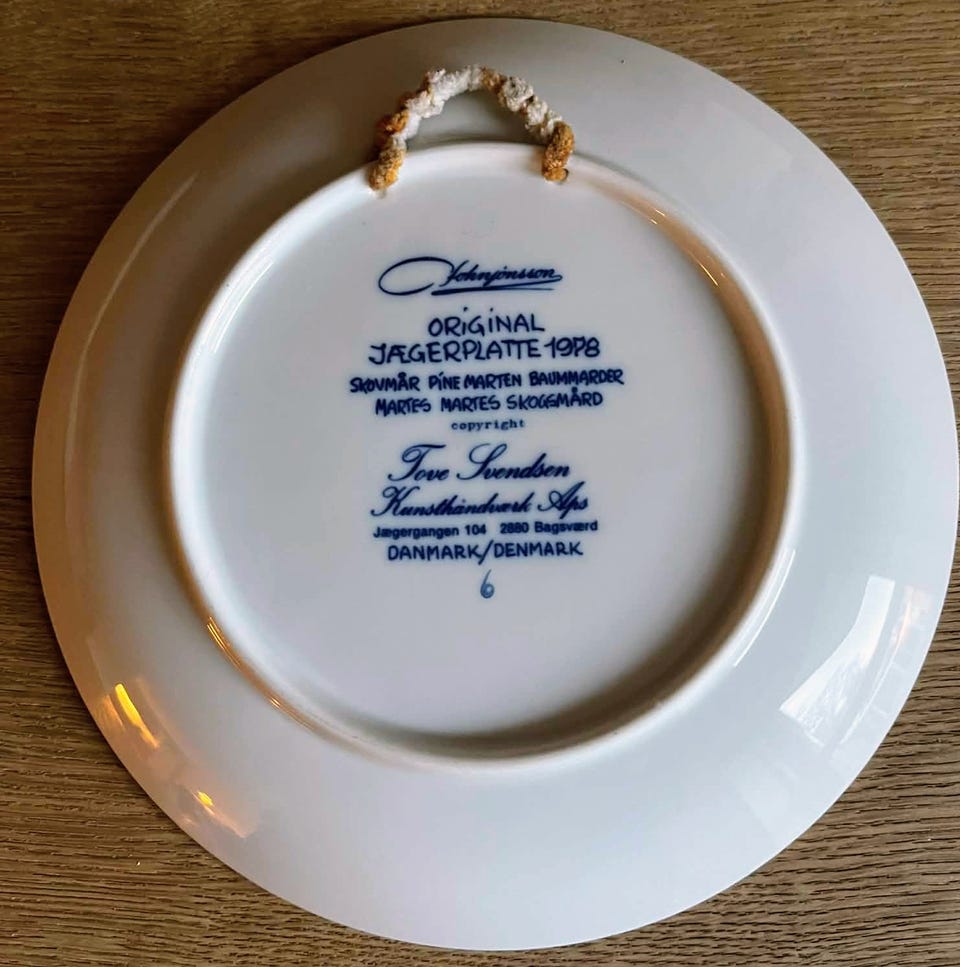 Johnjönsson
ORIGINAL
JÆGERPLATTE 1978
SKOVMÅR PINE MARTEN BAUMMARDER
MARTES MARTES SKOGSMÅRD
copyright
Tove Svendsen
Kunsthåndværk Aps
Jægergangen 104 2880 Bagsværd
DANMARK/DENMARK
6